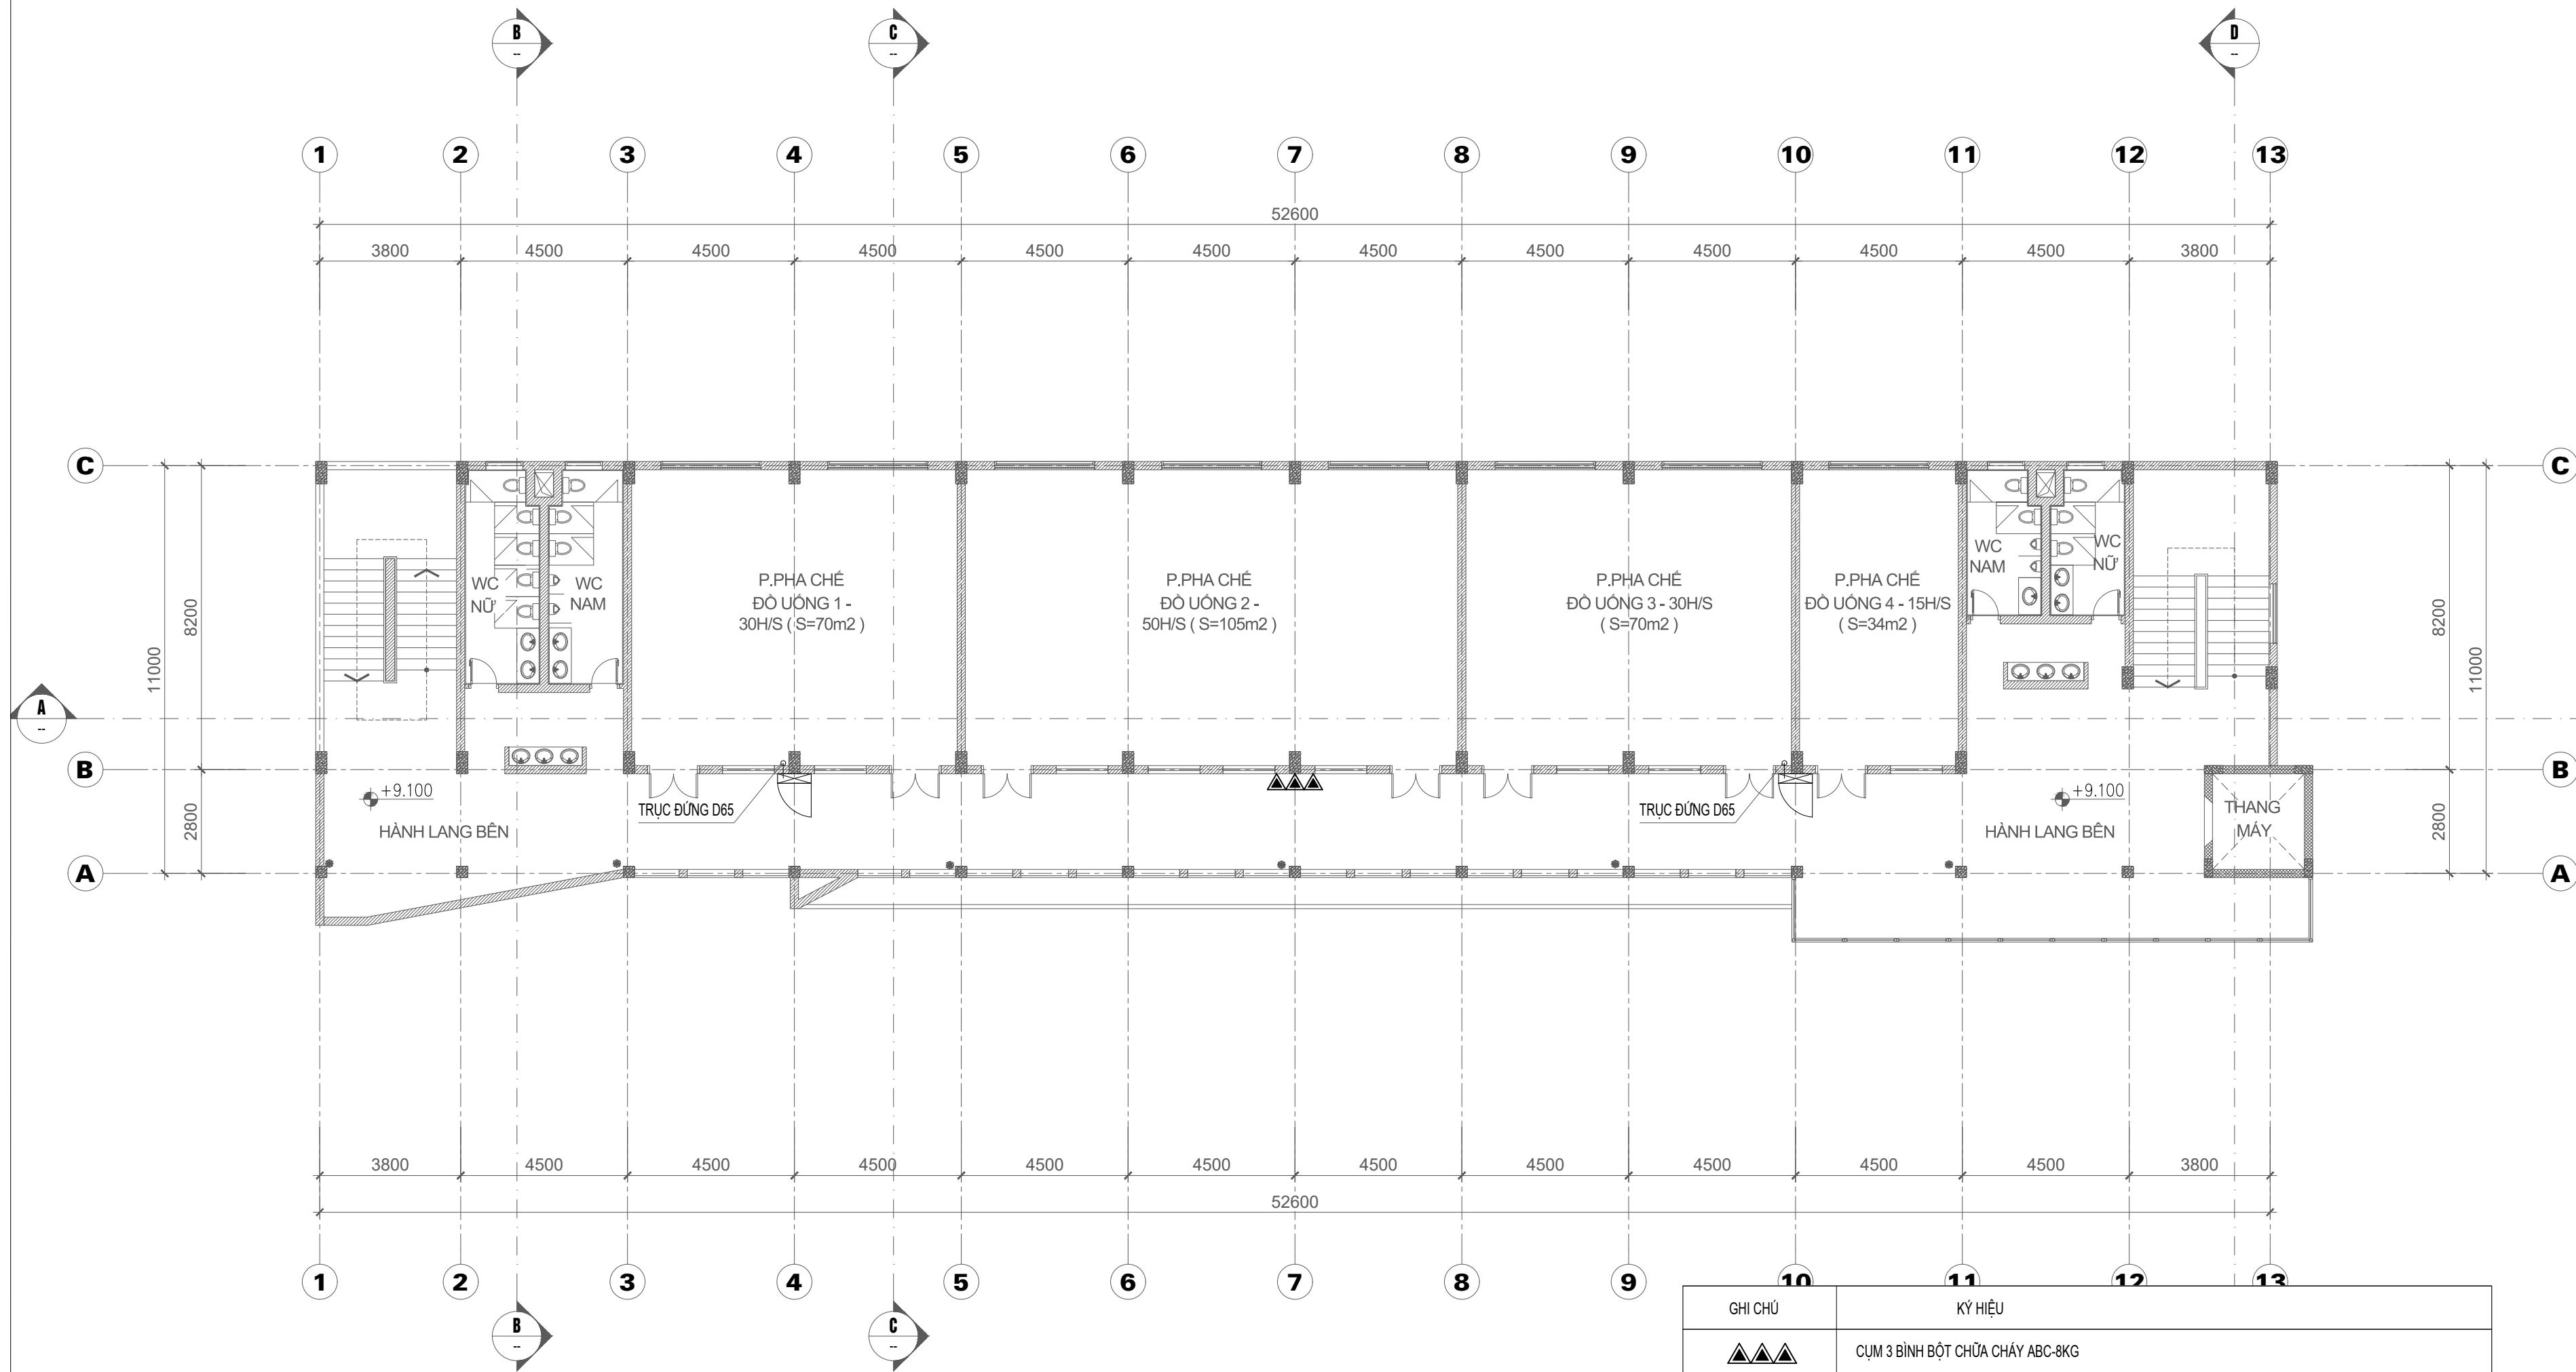 B
--
C
--
D
--
1 2 3 4 5 6 7 8 9 10 11 12 13
52600
3800 4500 4500 4500 4500 4500 4500 4500 4500 4500 4500 3800
C C
WC
NỮ
WC
NAM
P.PHA CHẾ
ĐỒ UỐNG 1 -
30H/S ( S=70m2 )
P.PHA CHẾ
ĐỒ UỐNG 2 -
50H/S ( S=105m2 )
P.PHA CHẾ
ĐỒ UỐNG 3 - 30H/S
( S=70m2 )
P.PHA CHẾ
ĐỒ UỐNG 4 - 15H/S
( S=34m2 )
WC
NAM
WC
NỮ
8200
11000
8200
11000
A
--
B B
+9.100
TRỤC ĐỨNG D65
TRỤC ĐỨNG D65
+9.100
THANG
MÁY
2800
HÀNH LANG BÊN
HÀNH LANG BÊN
2800
A A
3800 4500 4500 4500 4500 4500 4500 4500 4500 4500 4500 3800
52600
1 2 3 4 5 6 7 8 9 10 11 12 13
B
--
C
--
GHI CHÚ KÝ HIỆU
CỤM 3 BÌNH BỘT CHỮA CHÁY ABC-8KG